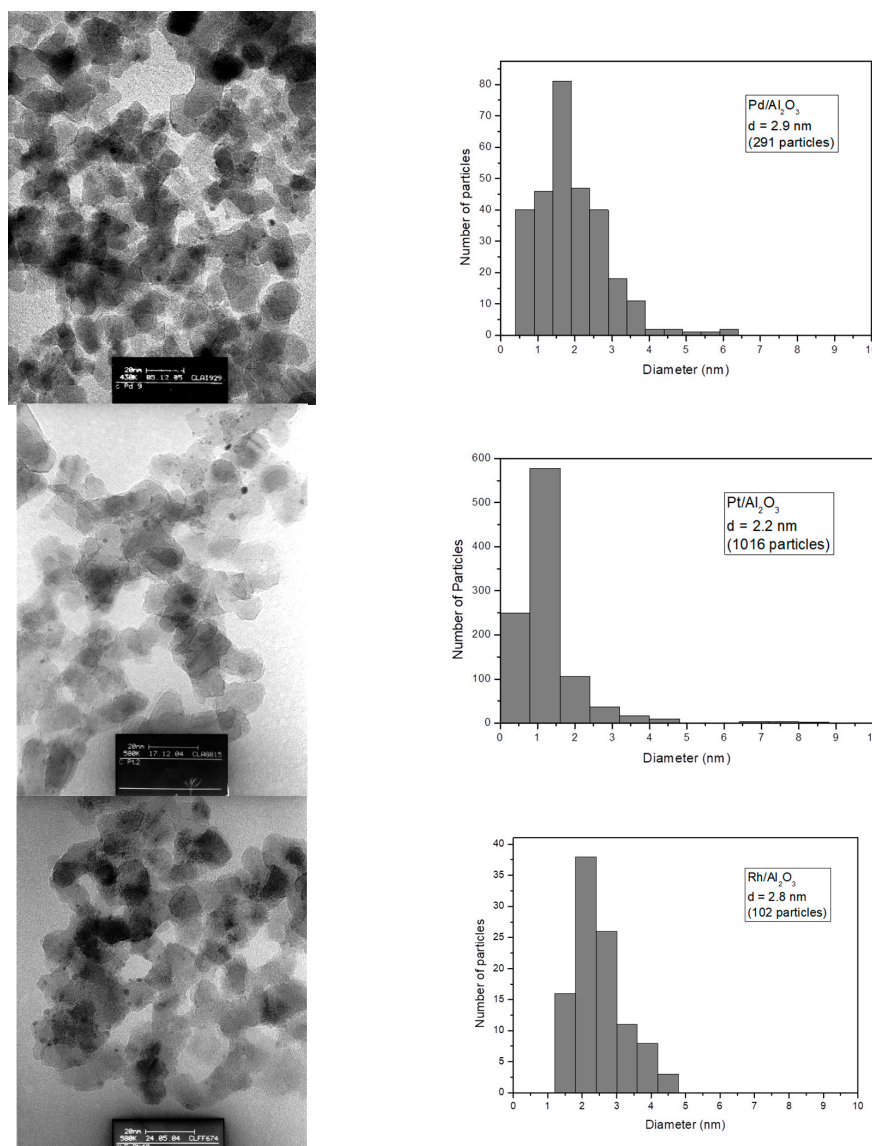 20nm
430K 05.12.05 CLAI929
c Pd 9
Number of particles
80
70
60
50
40
30
20
10
0
Pd/Al₂O₃
d = 2.9 nm
(291 particles)
0 1 2 3 4 5 6 7 8 9 10
Diameter (nm)
20nm
580K 17.12.04 CLAG815
C Pt2
Number of Particles
600
500
400
300
200
100
0
Pt/Al₂O₃
d = 2.2 nm
(1016 particles)
0 1 2 3 4 5 6 7 8 9 10
Diameter (nm)
20nm
580K 24.05.04 CLFF674
Number of particles
40
35
30
25
20
15
10
5
0
Rh/Al₂O₃
d = 2.8 nm
(102 particles)
0 1 2 3 4 5 6 7 8 9 10
Diameter (nm)